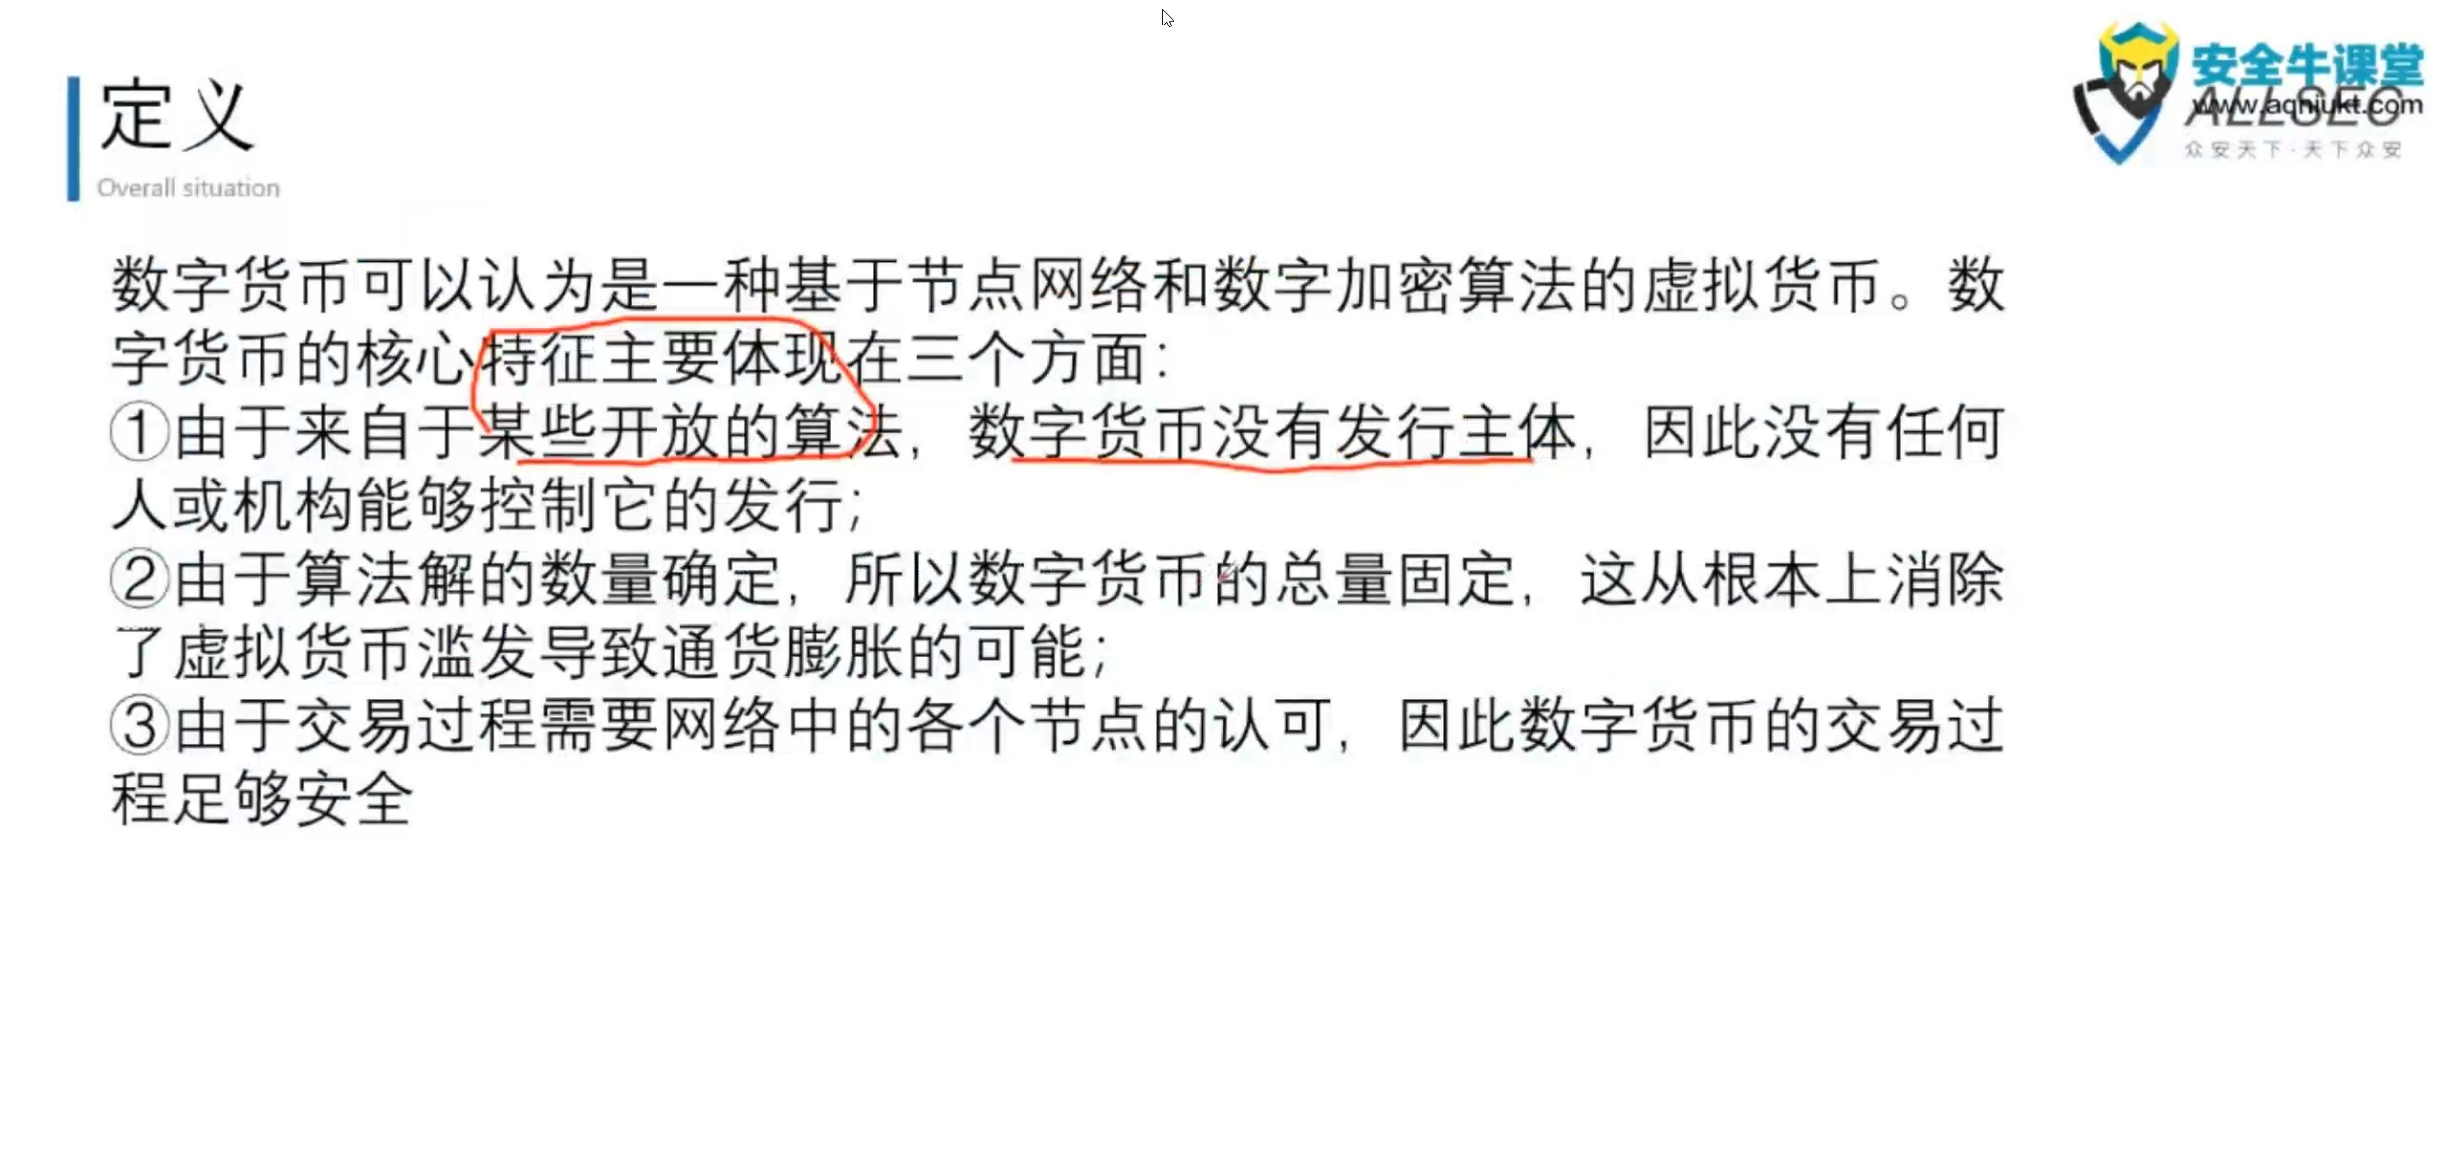 定义
Overall situation
安全牛课堂
www.aqniukt.com
ALLSEC
众安天下·天下众安
数字货币可以认为是一种基于节点网络和数字加密算法的虚拟货币。数
字货币的核心特征主要体现在三个方面：
①由于来自于某些开放的算法，数字货币没有发行主体，因此没有任何
人或机构能够控制它的发行；
②由于算法解的数量确定，所以数字货币的总量固定，这从根本上消除
了虚拟货币滥发导致通货膨胀的可能；
③由于交易过程需要网络中的各个节点的认可，因此数字货币的交易过
程足够安全